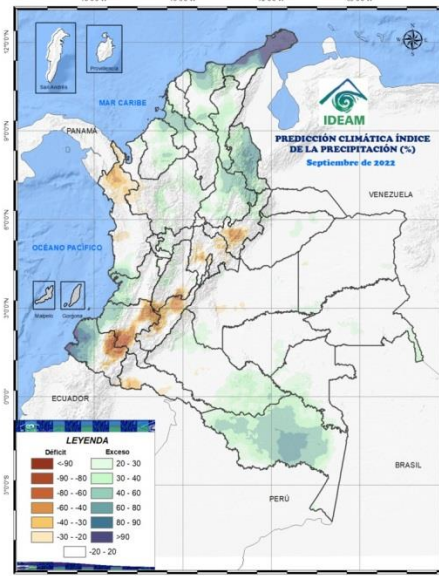 San Andrés
Providencia
MAR CARIBE
PANAMÁ
IDEAM
PREDICCIÓN CLIMÁTICA ÍNDICE
DE LA PRECIPITACIÓN (%)
Septiembre de 2022
VENEZUELA
OCÉANO PACÍFICO
Malpelo
Gorgona
ECUADOR
BRASIL
PERÚ
LEYENDA
Déficit Exceso
<-90 20 - 30
-90 - -80 30 - 40
-80 - -60 40 - 60
-60 - -40 60 - 80
-40 - -30 80 - 90
-30 - -20 >90
-20 - 20